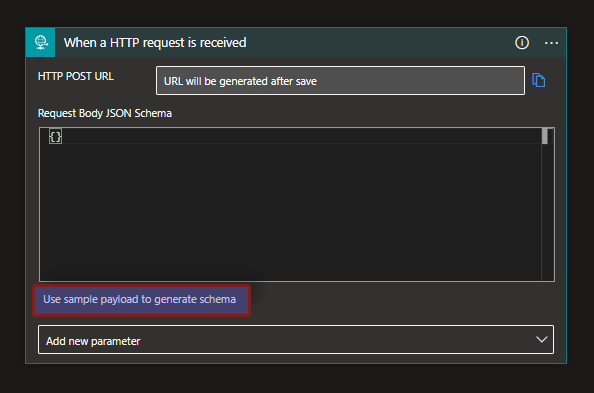 When a HTTP request is received
HTTP POST URL
URL will be generated after save
Request Body JSON Schema
{}
Use sample payload to generate schema
Add new parameter